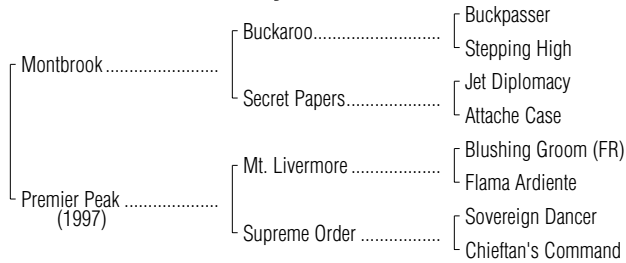 Buckpasser
Buckaroo....................
Stepping High
Montbrook ......................
Jet Diplomacy
Secret Papers...............
Attache Case
Blushing Groom (FR)
Mt. Livermore ..............
Flama Ardiente
Premier Peak ..................
(1997)
Sovereign Dancer
Supreme Order .............
Chieftan's Command